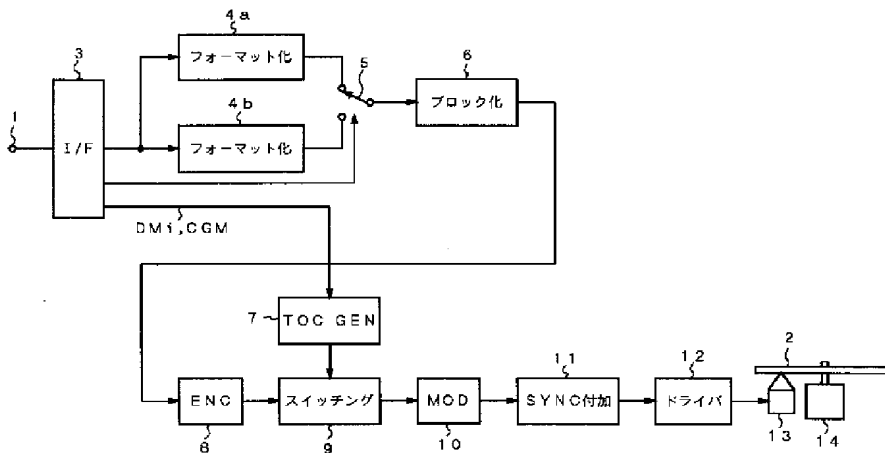 4a
3
フォーマット化
5
6
ブロック化
1
4b
I/F
フォーマット化
DMi,CGM
7
TOC GEN
11
12
2
ENC
スイッチング
MOD
SYNC付加
ドライバ
8
9
10
13
14